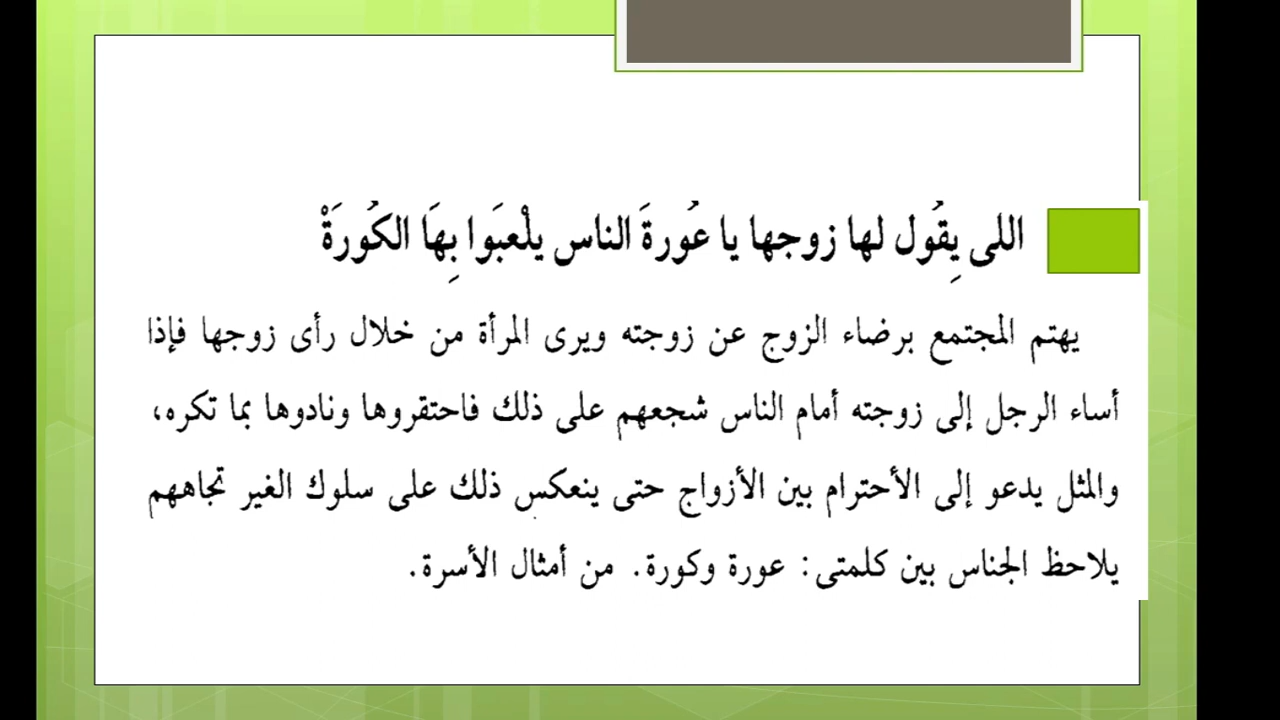 اللى يِقُول لها زوجها يا عُورةَ الناس يلْعبَوا بِهَا الكُورَةْ
يهتم المجتمع برضاء الزوج عن زوجته ويرى المرأة من خلال رأى زوجها فإذا
أساء الرجل إلى زوجته أمام الناس شجعهم على ذلك فاحتقروها ونادوها بما تكره،
والمثل يدعو إلى الأحترام بين الأزواج حتى ينعكس ذلك على سلوك الغير تجاههم
يلاحظ الجناس بين كلمتى: عورة وكورة. من أمثال الأسرة.